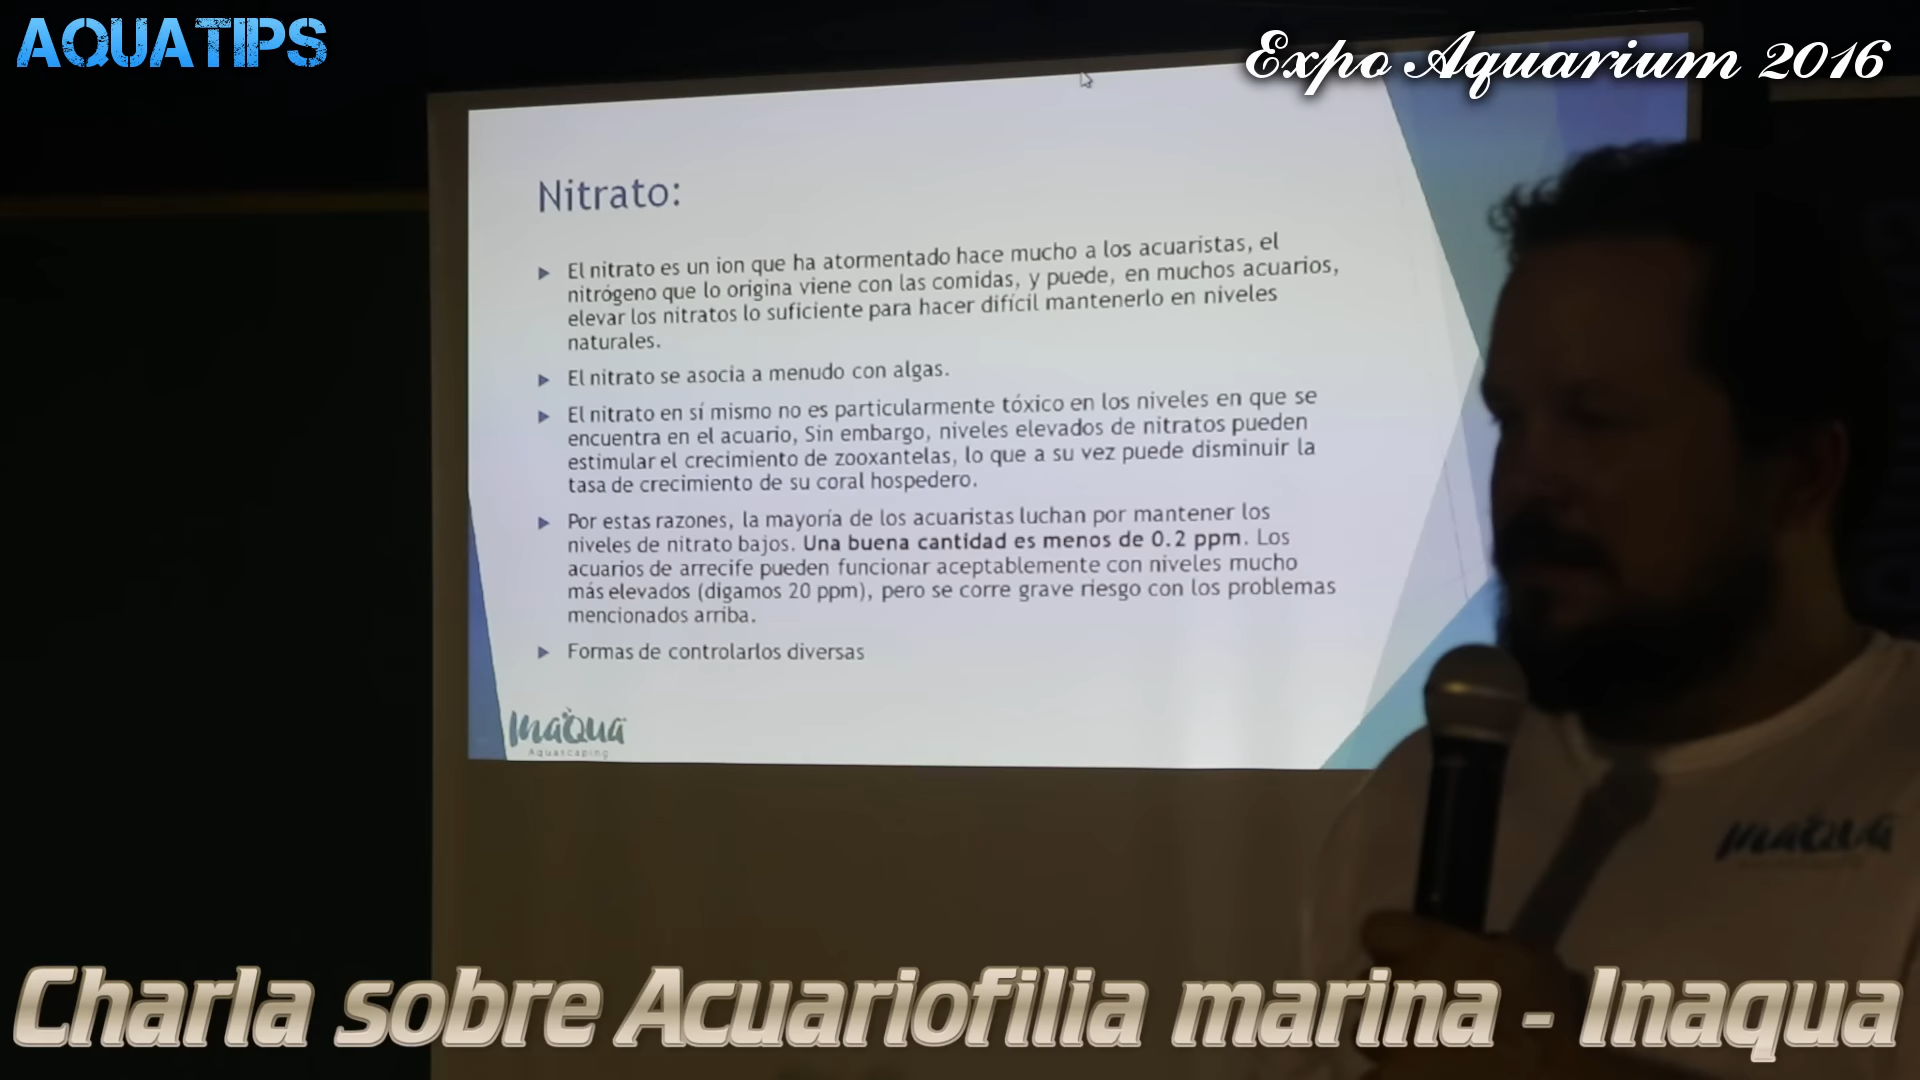 AQUATIPS
Expo Aquarium 2016
Nitrato:
El nitrato es un ion que ha atormentado hace mucho a los acuaristas, el
nitrógeno que lo origina viene con las comidas, y puede, en muchos acuarios,
elevar los nitratos lo suficiente para hacer difícil mantenerlo en niveles
naturales.
El nitrato se asocia a menudo con algas.
El nitrato en sí mismo no es particularmente tóxico en los niveles en que se
encuentra en el acuario, Sin embargo, niveles elevados de nitratos pueden
estimular el crecimiento de zooxantelas, lo que a su vez puede disminuir la
tasa de crecimiento de su coral hospedero.
Por estas razones, la mayoría de los acuaristas luchan por mantener los
niveles de nitrato bajos. Una buena cantidad es menos de 0.2 ppm. Los
acuarios de arrecife pueden funcionar aceptablemente con niveles mucho
más elevados (digamos 20 ppm), pero se corre grave riesgo con los problemas
mencionados arriba.
Formas de controlarlos diversas
InaQua
Aquascaping
InaQua
Charla sobre Acuariofilia marina - Inaqua